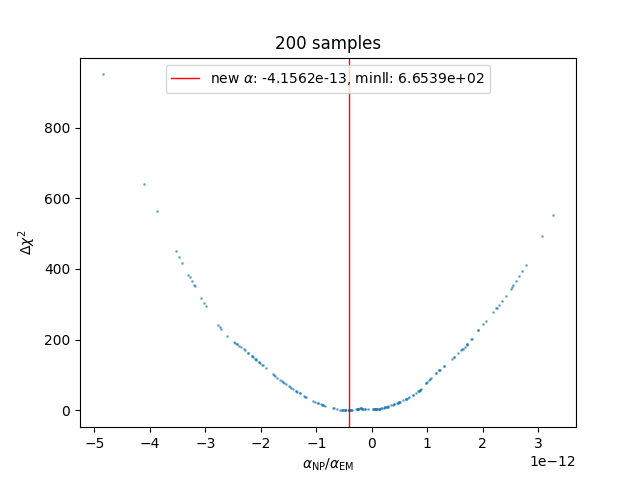 200 samples
new α: -4.1562e-13, minll: 6.6539e+02
Δχ²
800
600
400
200
0
−5 −4 −3 −2 −1 0 1 2 3
1e−12
α_NP/α_EM